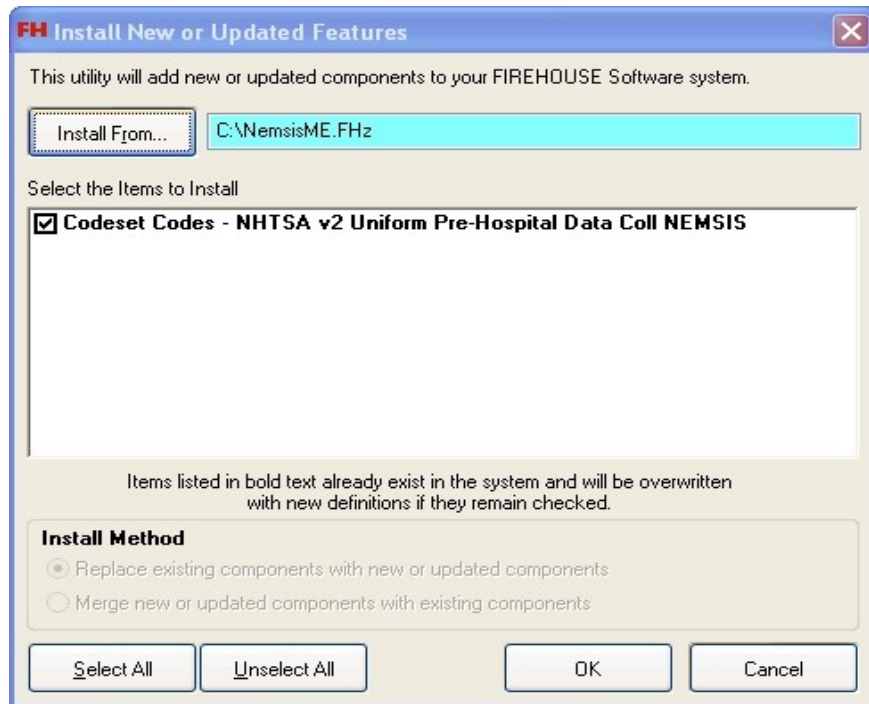 FH Install New or Updated Features
This utility will add new or updated components to your FIREHOUSE Software system.
Install From... C:\NemsisME.FHz
Select the Items to Install
Codeset Codes - NHTSA v2 Uniform Pre-Hospital Data Coll NEMSIS
Items listed in bold text already exist in the system and will be overwritten
with new definitions if they remain checked.
Install Method
Replace existing components with new or updated components
Merge new or updated components with existing components
Select All Unselect All OK Cancel